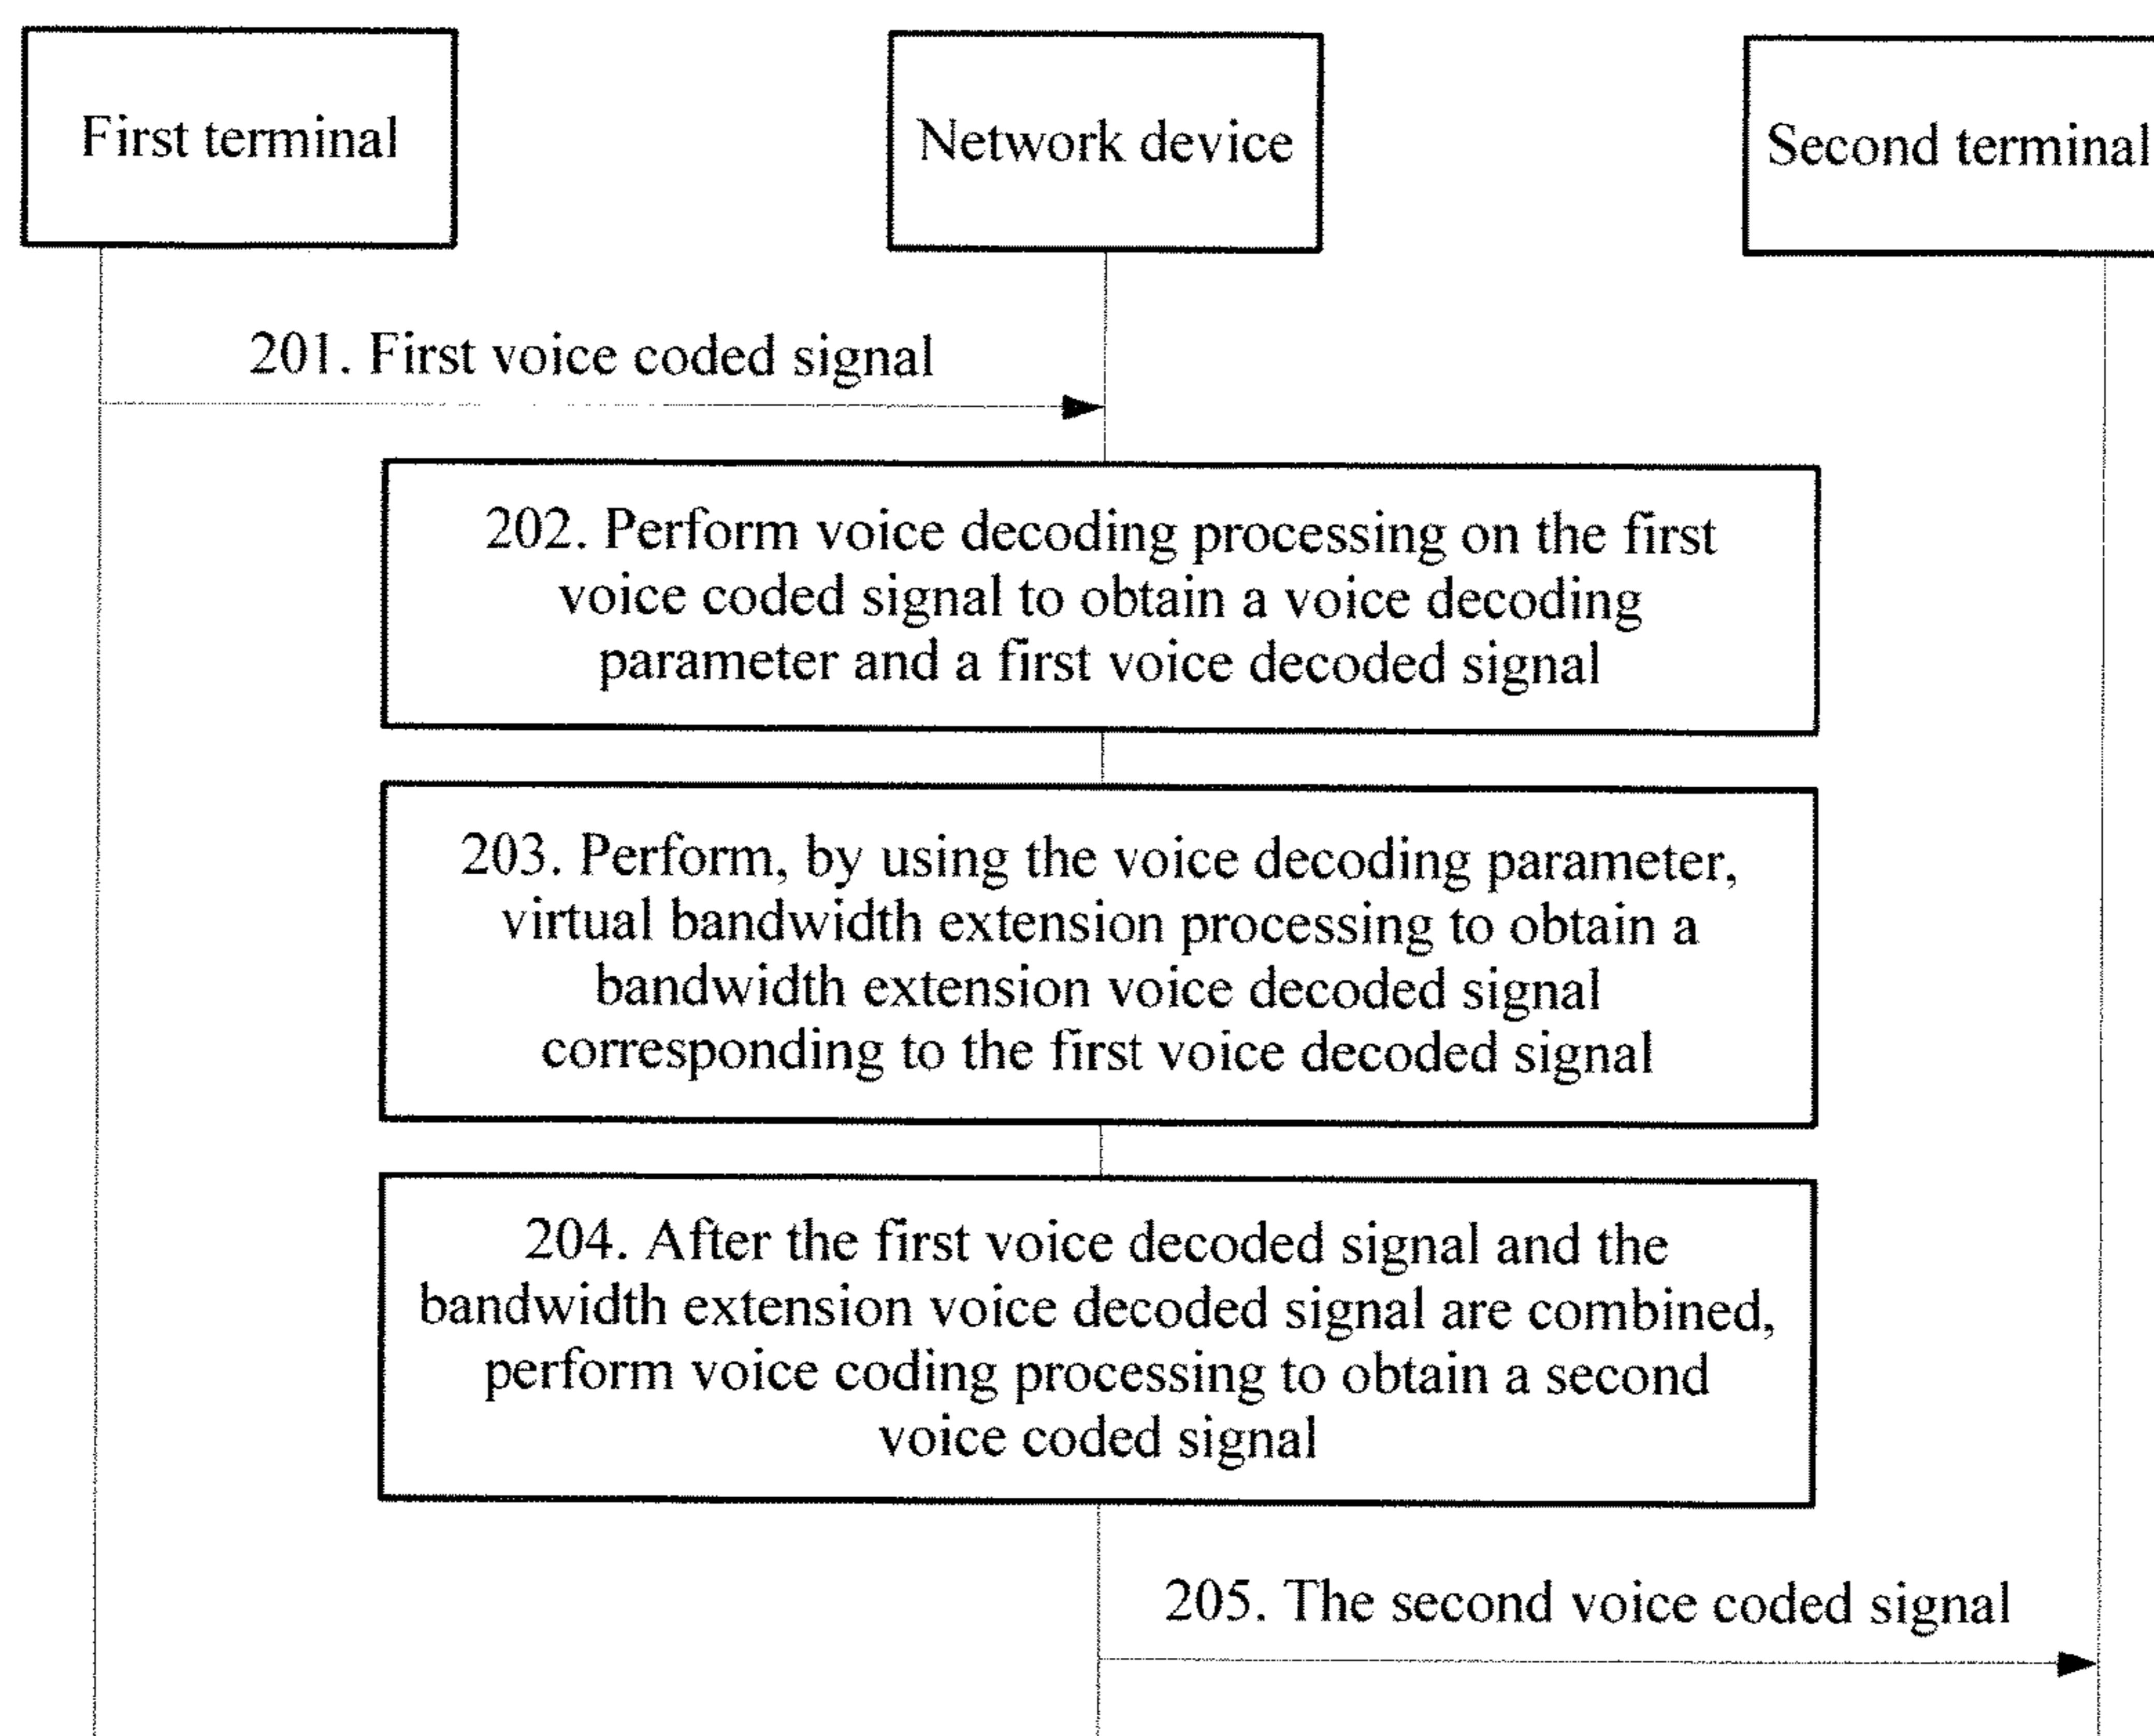 First terminal
Network device
Second terminal
201. First voice coded signal
202. Perform voice decoding processing on the first
voice coded signal to obtain a voice decoding
parameter and a first voice decoded signal
203. Perform, by using the voice decoding parameter,
virtual bandwidth extension processing to obtain a
bandwidth extension voice decoded signal
corresponding to the first voice decoded signal
204. After the first voice decoded signal and the
bandwidth extension voice decoded signal are combined,
perform voice coding processing to obtain a second
voice coded signal
205. The second voice coded signal